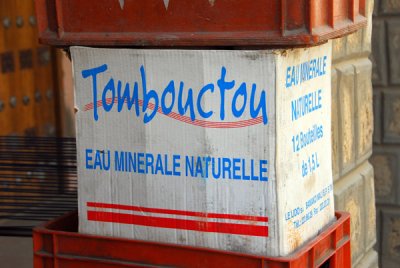 Tombouctou
EAU MINERALE NATURELLE
EAU MINERALE
NATURELLE
12 Bouteilles
de 1,5 L